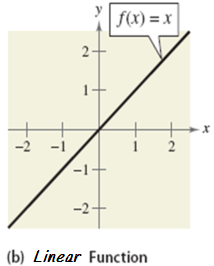 y
f(x) = x
2
1
-2 -1 1 2 x
-1
-2
(b) Linear Function